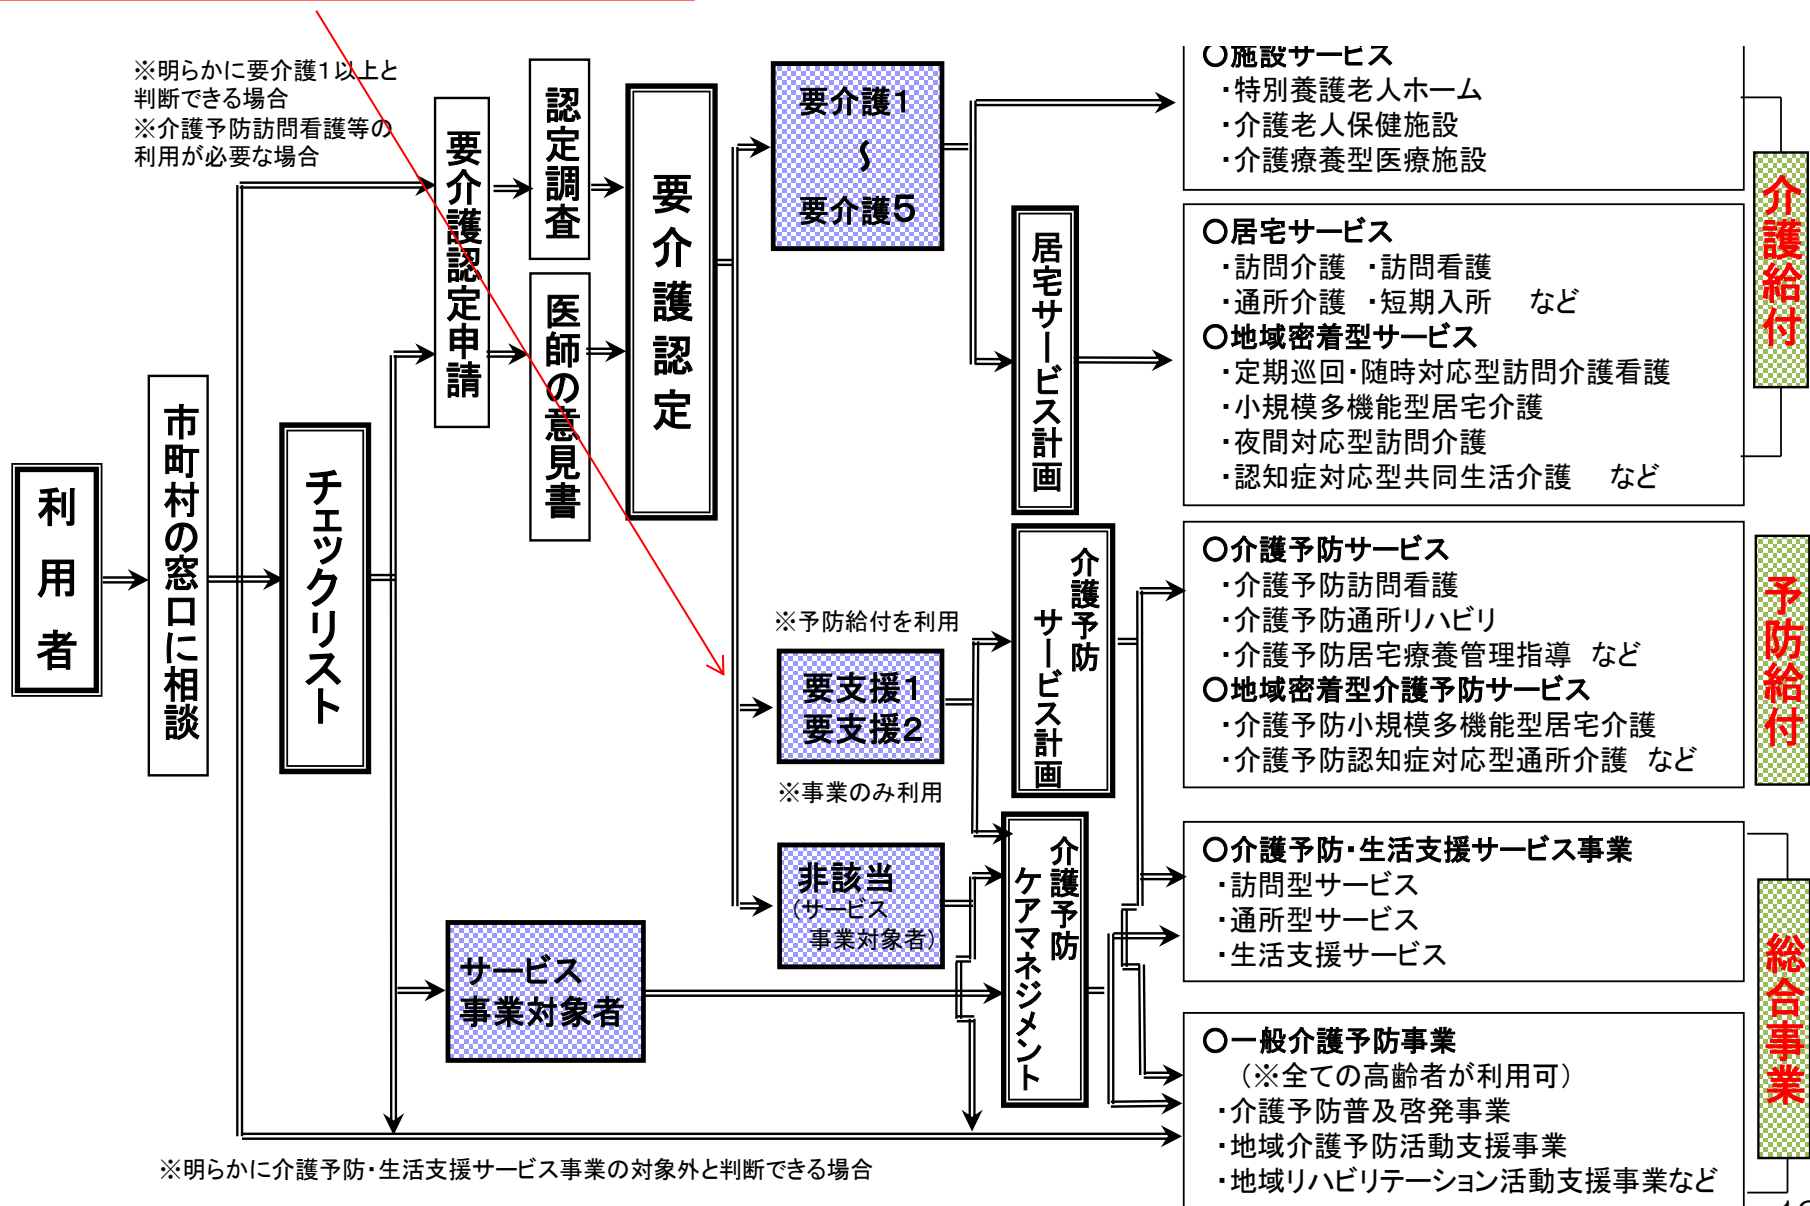 ※明らかに要介護1以上と
判断できる場合
※介護予防訪問看護等の
利用が必要な場合
利用者
市町村の窓口に相談
チェックリスト
要介護認定申請
認定調査
医師の意見書
要介護認定
要介護1
〜
要介護5
※予防給付を利用
要支援1
要支援2
※事業のみ利用
非該当
(サービス
事業対象者)
サービス
事業対象者
居宅サービス計画
介護予防
サービス計画
介護予防
ケアマネジメント
○施設サービス
・特別養護老人ホーム
・介護老人保健施設
・介護療養型医療施設
○居宅サービス
・訪問介護 ・訪問看護
・通所介護 ・短期入所 など
○地域密着型サービス
・定期巡回・随時対応型訪問介護看護
・小規模多機能型居宅介護
・夜間対応型訪問介護
・認知症対応型共同生活介護 など
介護給付
○介護予防サービス
・介護予防訪問看護
・介護予防通所リハビリ
・介護予防居宅療養管理指導 など
○地域密着型介護予防サービス
・介護予防小規模多機能型居宅介護
・介護予防認知症対応型通所介護 など
予防給付
○介護予防・生活支援サービス事業
・訪問型サービス
・通所型サービス
・生活支援サービス
○一般介護予防事業
(※全ての高齢者が利用可)
・介護予防普及啓発事業
・地域介護予防活動支援事業
・地域リハビリテーション活動支援事業など
総合事業
※明らかに介護予防・生活支援サービス事業の対象外と判断できる場合